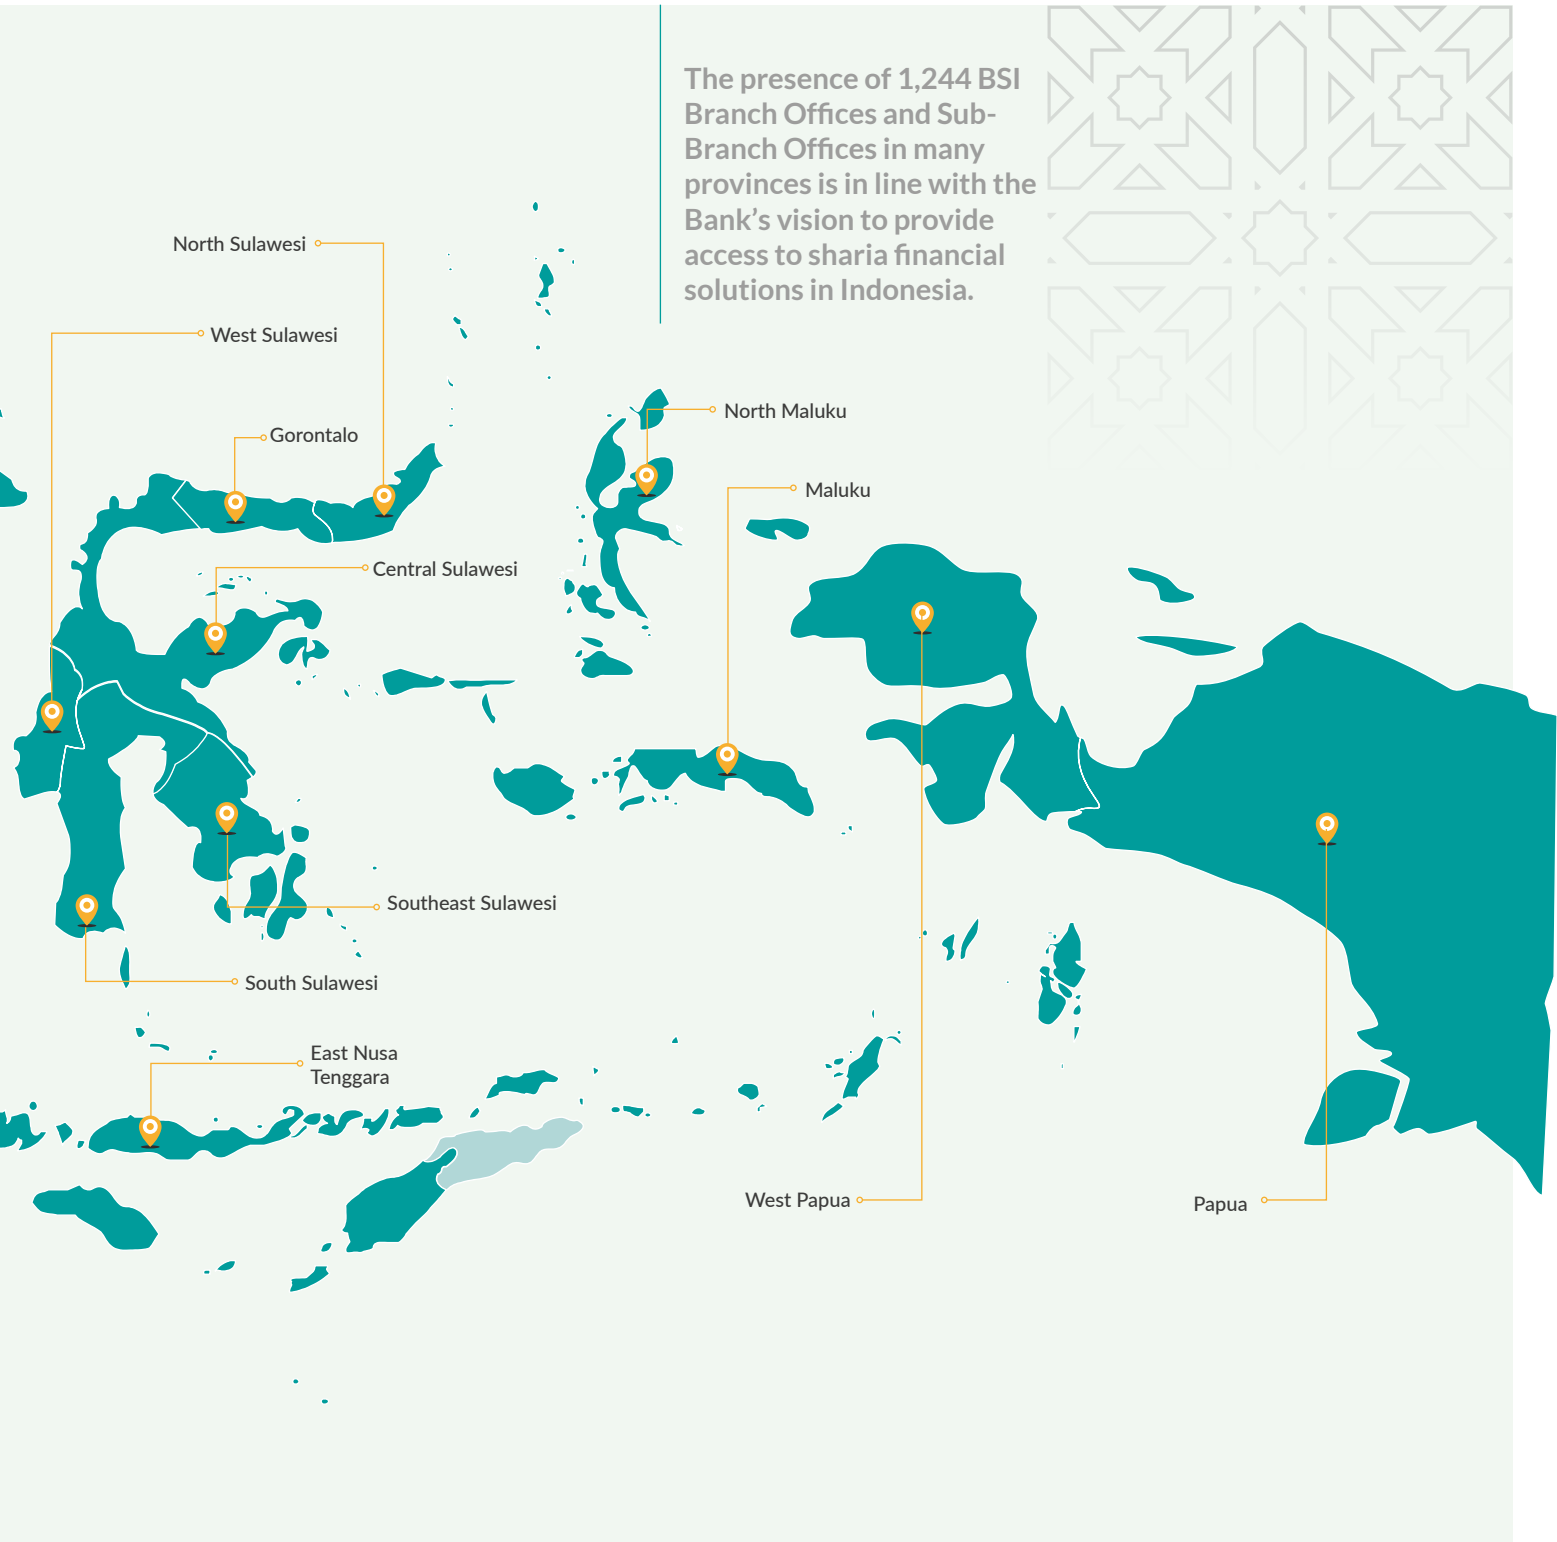 The presence of 1,244 BSI
Branch Offices and Sub-
Branch Offices in many
provinces is in line with the
Bank’s vision to provide
access to sharia financial
solutions in Indonesia.
North Sulawesi
West Sulawesi
North Maluku
Gorontalo
Maluku
Central Sulawesi
Southeast Sulawesi
South Sulawesi
East Nusa
Tenggara
West Papua
Papua